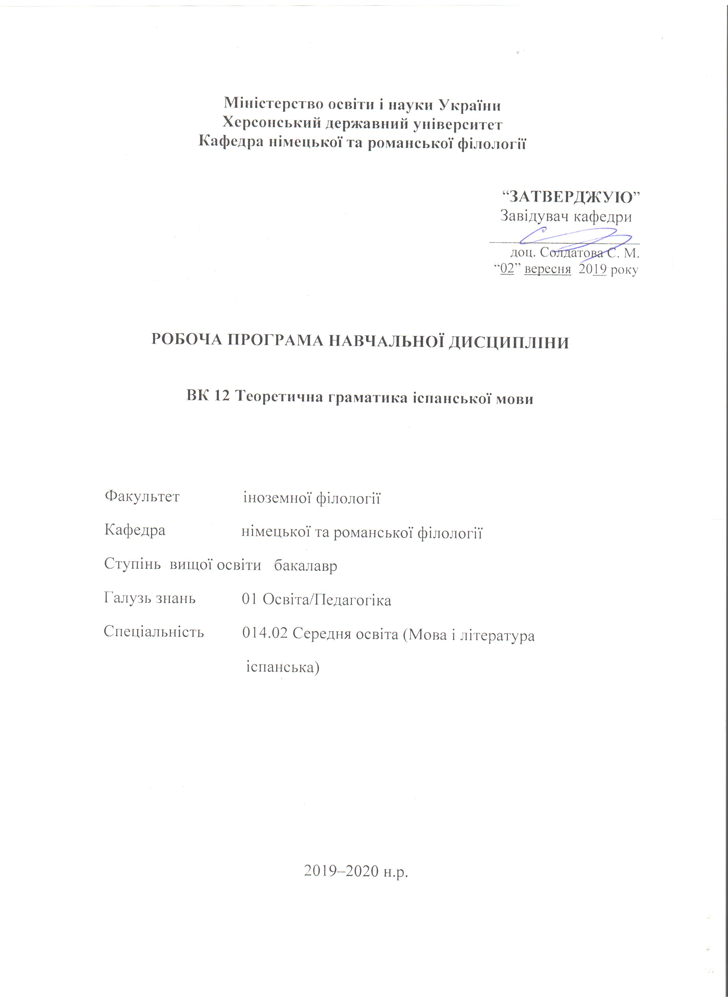 Міністерство освіти і науки України
Херсонський державний університет
Кафедра німецької та романської філології
“ЗАТВЕРДЖУЮ”
Завідувач кафедри
доц. Солдатова С. М.
“02” вересня 2019 року
РОБОЧА ПРОГРАМА НАВЧАЛЬНОЇ ДИСЦИПЛІНИ
ВК 12 Теоретична граматика іспанської мови
Факультет іноземної філології
Кафедра німецької та романської філології
Ступінь вищої освіти бакалавр
Галузь знань 01 Освіта/Педагогіка
Спеціальність 014.02 Середня освіта (Мова і література
іспанська)
2019–2020 н.р.